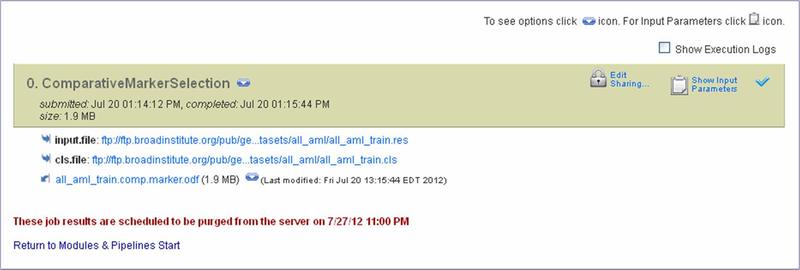 To see options click icon. For Input Parameters click icon.
Show Execution Logs
0. ComparativeMarkerSelection
Edit Sharing...
Show Input Parameters
submitted: Jul 20 01:14:12 PM, completed: Jul 20 01:15:44 PM
size: 1.9 MB
input.file: ftp://ftp.broadinstitute.org/pub/ge...tasets/all_aml/all_aml_train.res
cls.file: ftp://ftp.broadinstitute.org/pub/ge...tasets/all_aml/all_aml_train.cls
all_aml_train.comp.marker.odf (1.9 MB) (Last modified: Fri Jul 20 13:15:44 EDT 2012)
These job results are scheduled to be purged from the server on 7/27/12 11:00 PM
Return to Modules & Pipelines Start